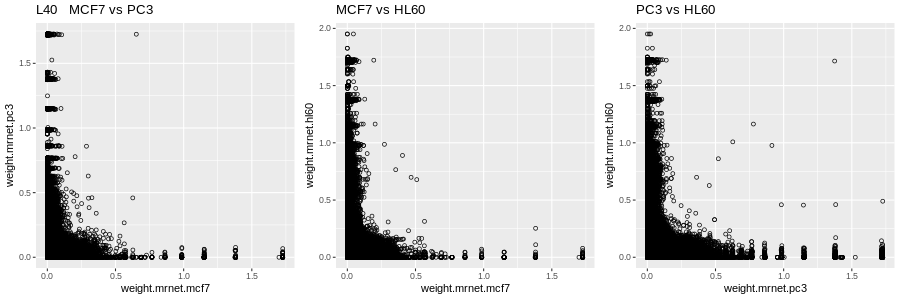 L40 MCF7 vs PC3
MCF7 vs HL60
PC3 vs HL60
weight.mrnet.pc3
1.5
1.0
0.5
0.0
0.0 0.5 1.0 1.5
weight.mrnet.mcf7
weight.mrnet.hl60
2.0
1.5
1.0
0.5
0.0
0.0 0.5 1.0 1.5
weight.mrnet.mcf7
weight.mrnet.hl60
2.0
1.5
1.0
0.5
0.0
0.0 0.5 1.0 1.5
weight.mrnet.pc3